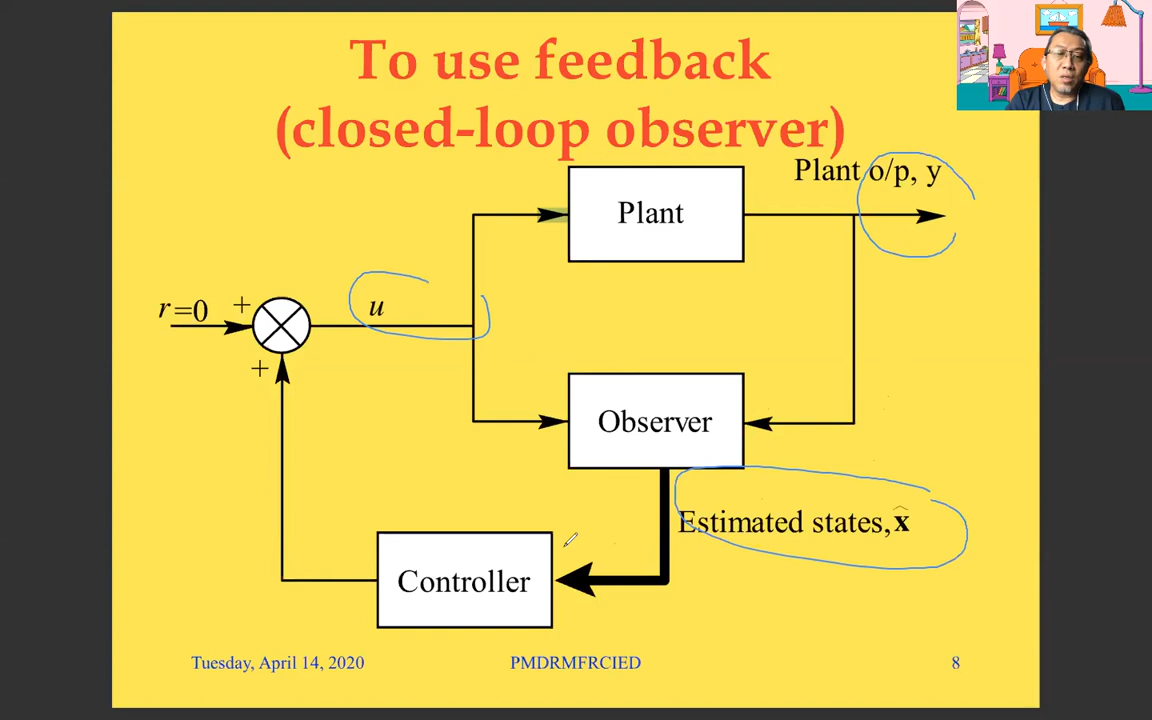 To use feedback
(closed-loop observer)
Plant o/p, y
Plant
r=0
+
u
+
Observer
Estimated states, x̂
Controller
Tuesday, April 14, 2020
PMDRMFRCIED
8